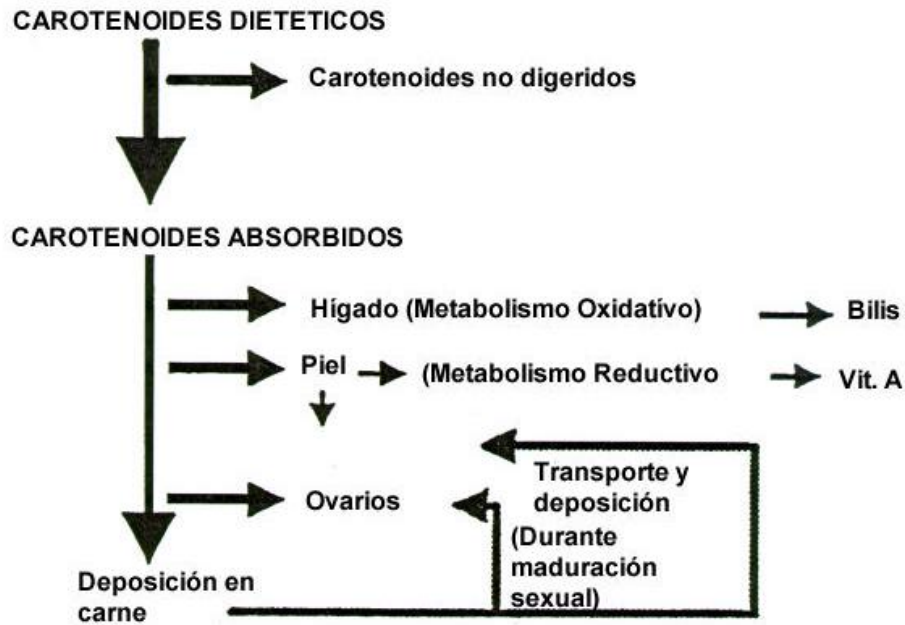 CAROTENOIDES DIETETICOS
Carotenoides no digeridos
CAROTENOIDES ABSORBIDOS
Hígado (Metabolismo Oxidatívo)
Bilis
Piel
(Metabolismo Reductivo
Vit. A
Transporte y
deposición
(Durante
maduración
sexual)
Ovarios
Deposición en
carne